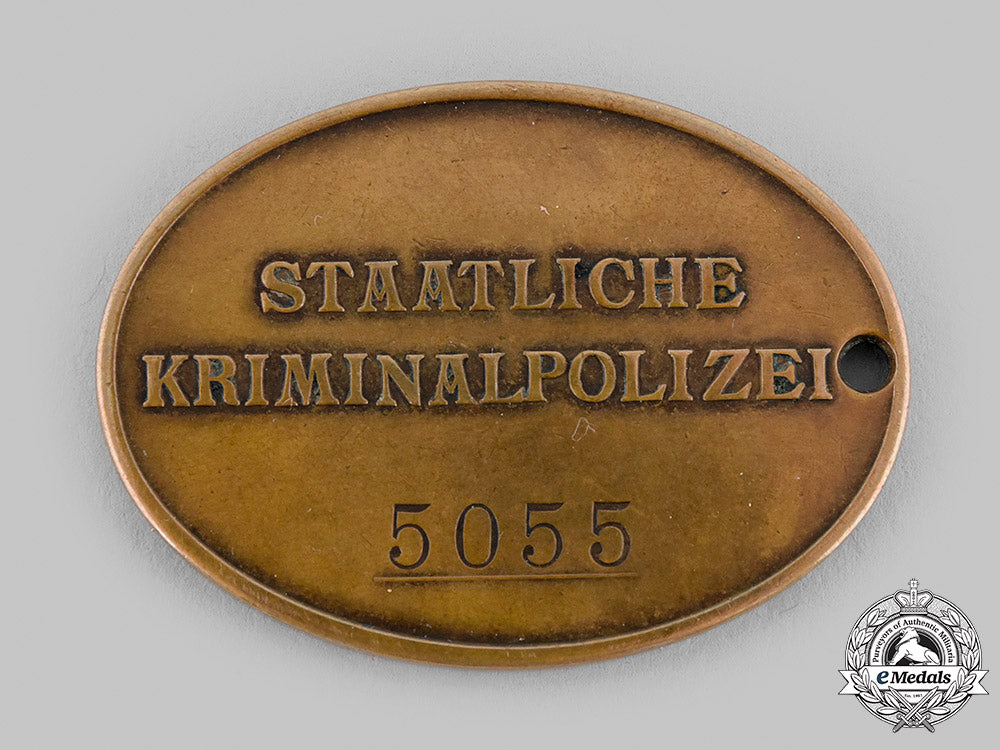 STAATLICHE
KRIMINALPOLIZEI
5055
Purveyors of Authentic Militaria
eMedals